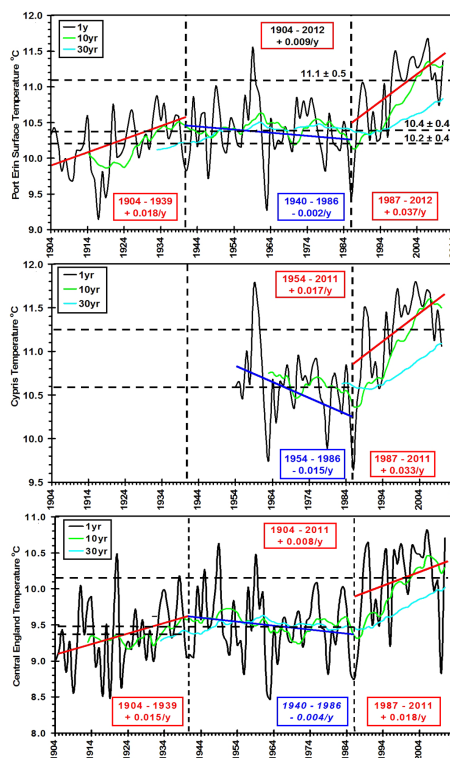 Port Erin Surface Temperature °C
12.0
11.5
11.0
10.5
10.0
9.5
9.0
1yr
10yr
30yr
1904 - 2012
+ 0.009/y
11.1 ± 0.5
10.4 ± 0.4
10.2 ± 0.4
1904 - 1939
+ 0.018/y
1940 - 1986
- 0.002/y
1987 - 2012
+ 0.037/y
1904
1914
1924
1934
1944
1954
1964
1974
1984
1994
2004
Cypris Temperature °C
12.0
11.5
11.0
10.5
10.0
9.5
1yr
10yr
30yr
1954 - 2011
+ 0.017/y
1954 - 1986
- 0.015/y
1987 - 2011
+ 0.033/y
1904
1914
1924
1934
1944
1954
1964
1974
1984
1994
2004
Central England Temperature °C
11.0
10.5
10.0
9.5
9.0
8.5
8.0
1yr
10yr
30yr
1904 - 2011
+ 0.008/y
1904 - 1939
+ 0.015/y
1940 - 1986
- 0.004/y
1987 - 2011
+ 0.018/y
1904
1914
1924
1934
1944
1954
1964
1974
1984
1994
2004